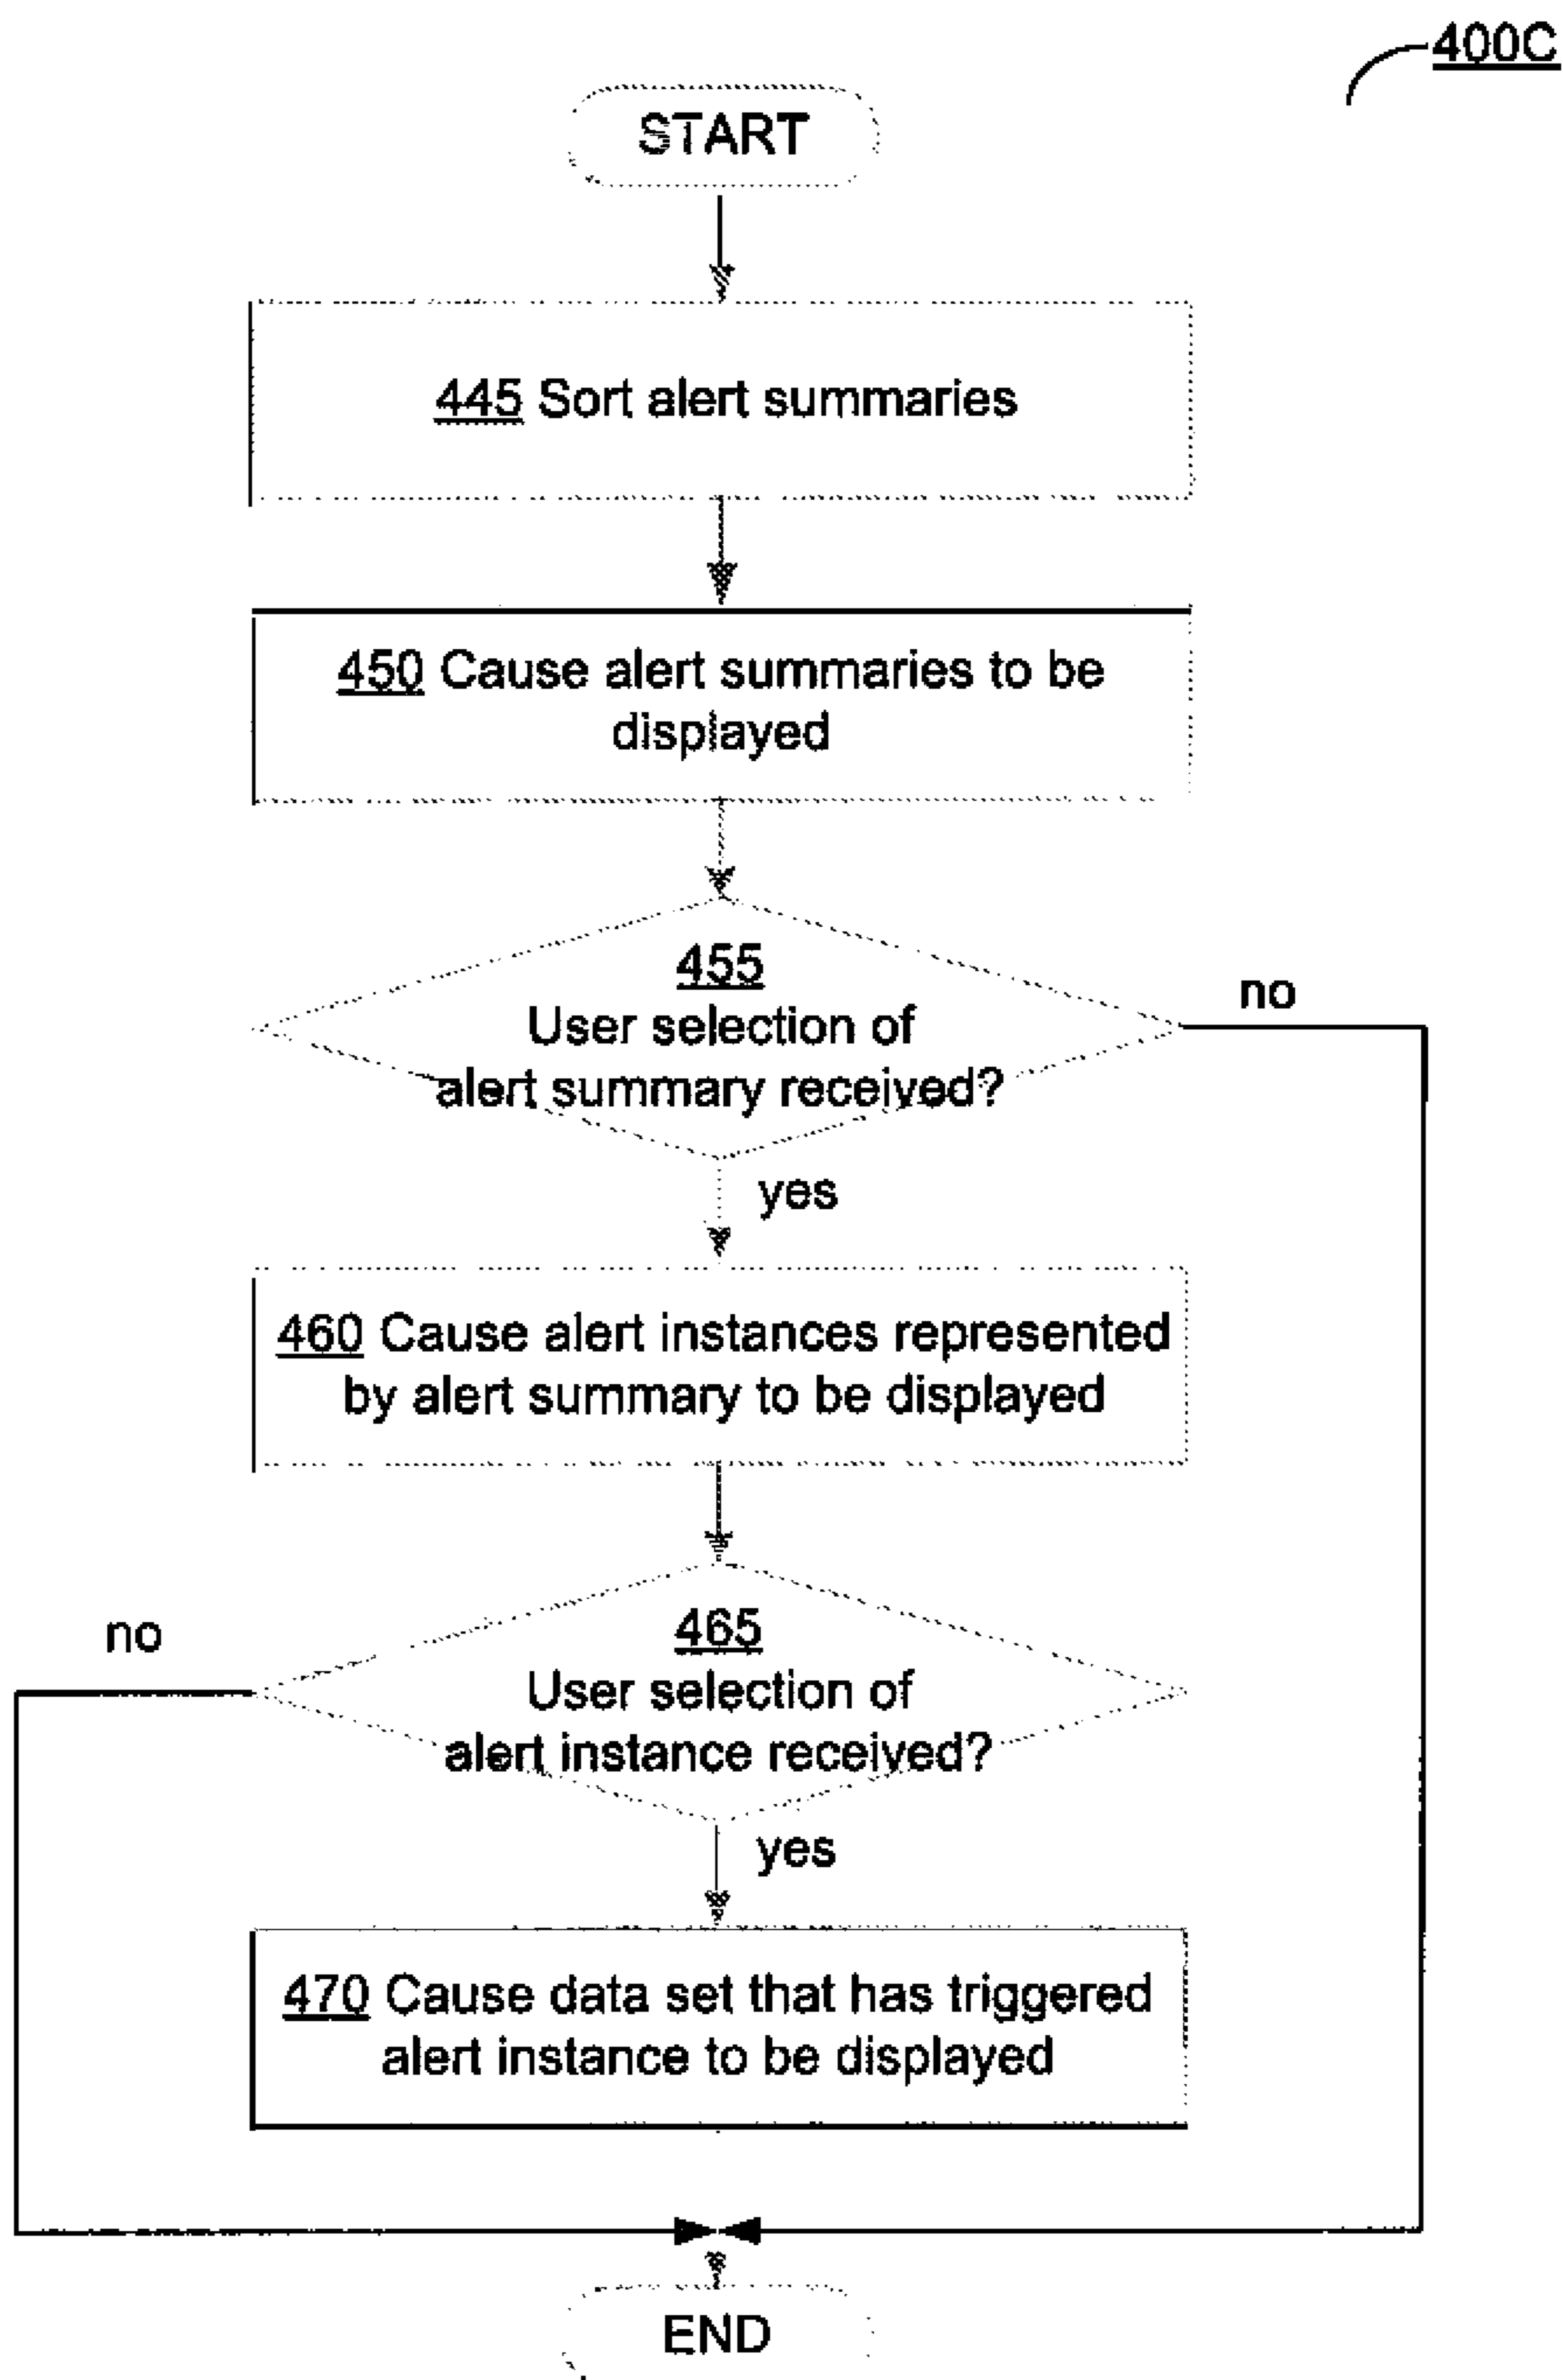 400C
START
445 Sort alert summaries
450 Cause alert summaries to be
displayed
455
User selection of
alert summary received?
no
yes
460 Cause alert instances represented
by alert summary to be displayed
465
User selection of
alert instance received?
no
yes
470 Cause data set that has triggered
alert instance to be displayed
END